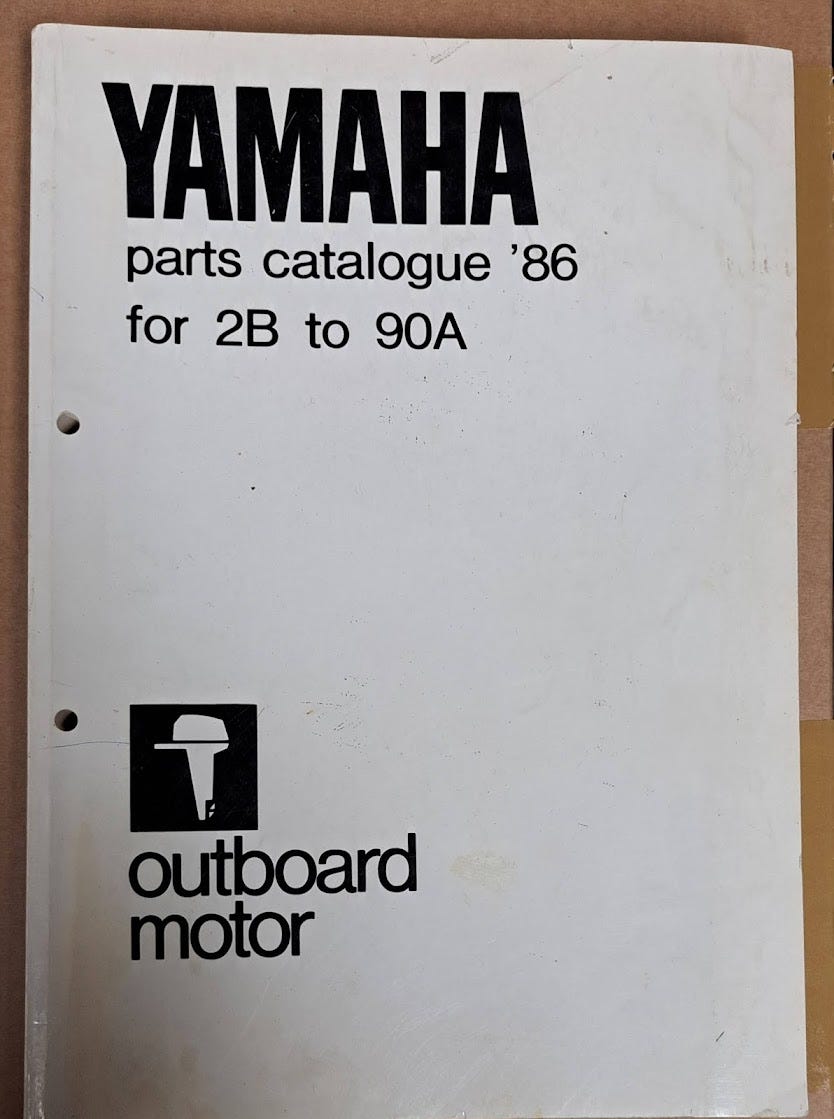 YAMAHA
parts catalogue '86
for 2B to 90A
outboard
motor